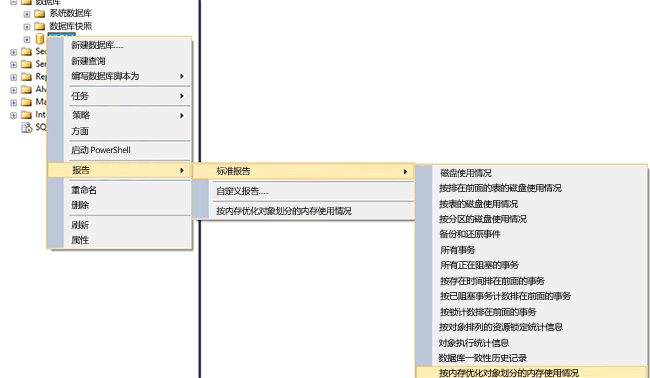 数据库
系统数据库
数据库快照
新建数据库.....
新建查询
编写数据库脚本为
任务
策略
方面
启动 PowerShell
报告
重命名
删除
刷新
属性
标准报告
自定义报告.....
按内存优化对象划分的内存使用情况
磁盘使用情况
按排在前面的表的磁盘使用情况
按表的磁盘使用情况
按分区的磁盘使用情况
备份和还原事件
所有事务
所有正在阻塞的事务
按存在时间排在前面的事务
按已阻塞事务计数排在前面的事务
按锁计数排在前面的事务
按对象排列的资源锁定统计信息
对象执行统计信息
数据库一致性历史记录
按内存优化对象划分的内存使用情况